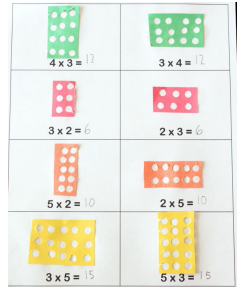 4 x 3 = 12
3 x 4 = 12
3 x 2 = 6
2 x 3 = 6
5 x 2 = 10
2 x 5 = 10
3 x 5 = 15
5 x 3 = 15